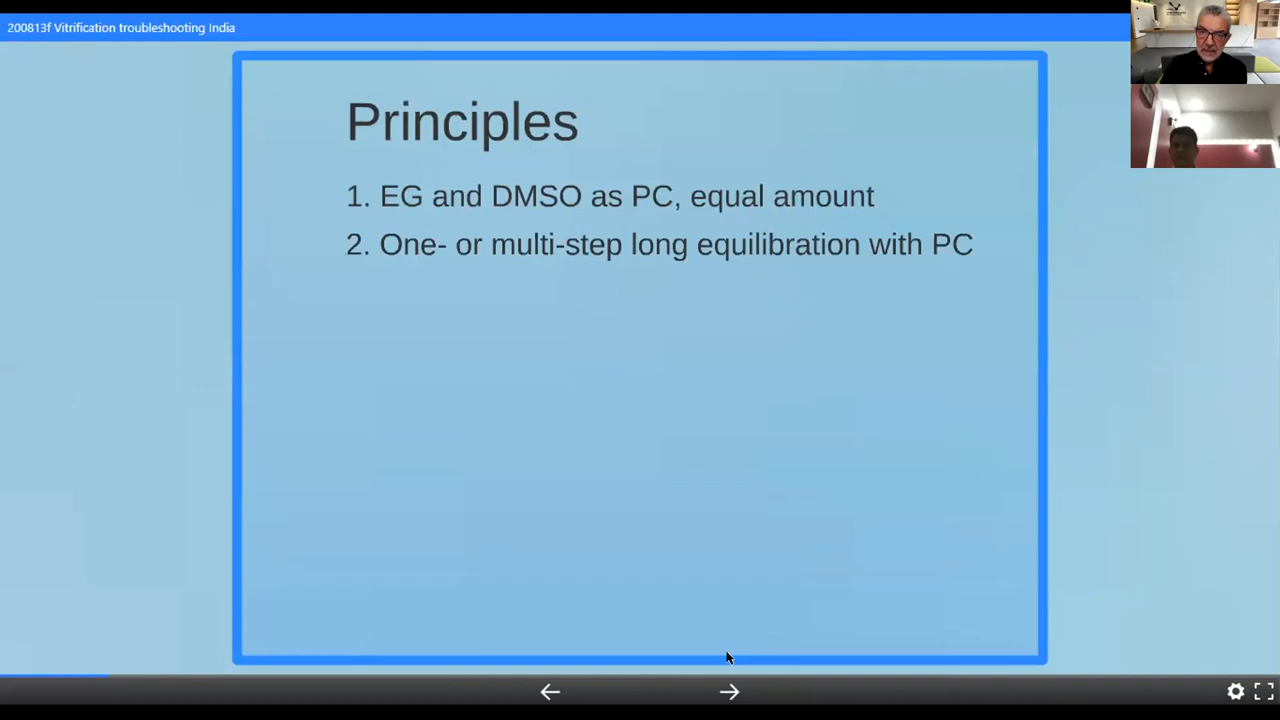 200813f Vitrification troubleshooting India
Principles
1. EG and DMSO as PC, equal amount
2. One- or multi-step long equilibration with PC